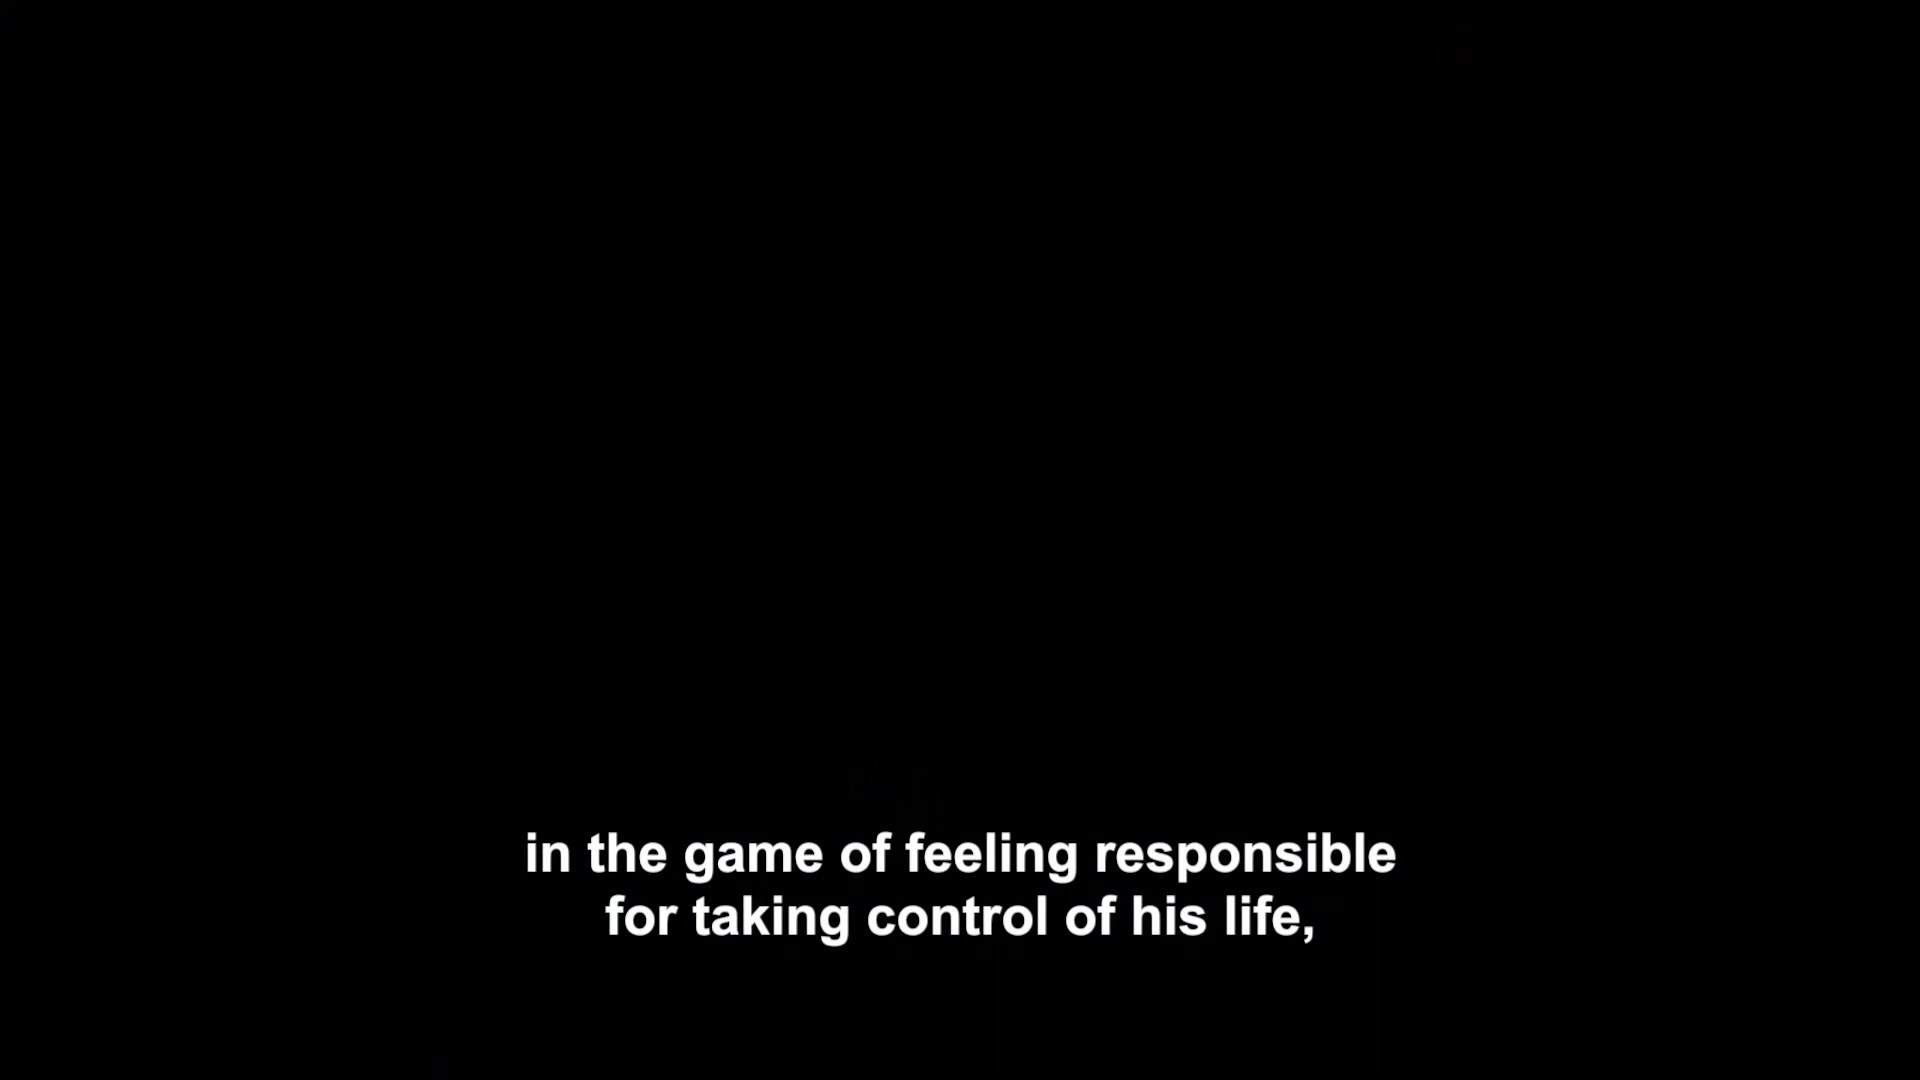 in the game of feeling responsible
for taking control of his life,